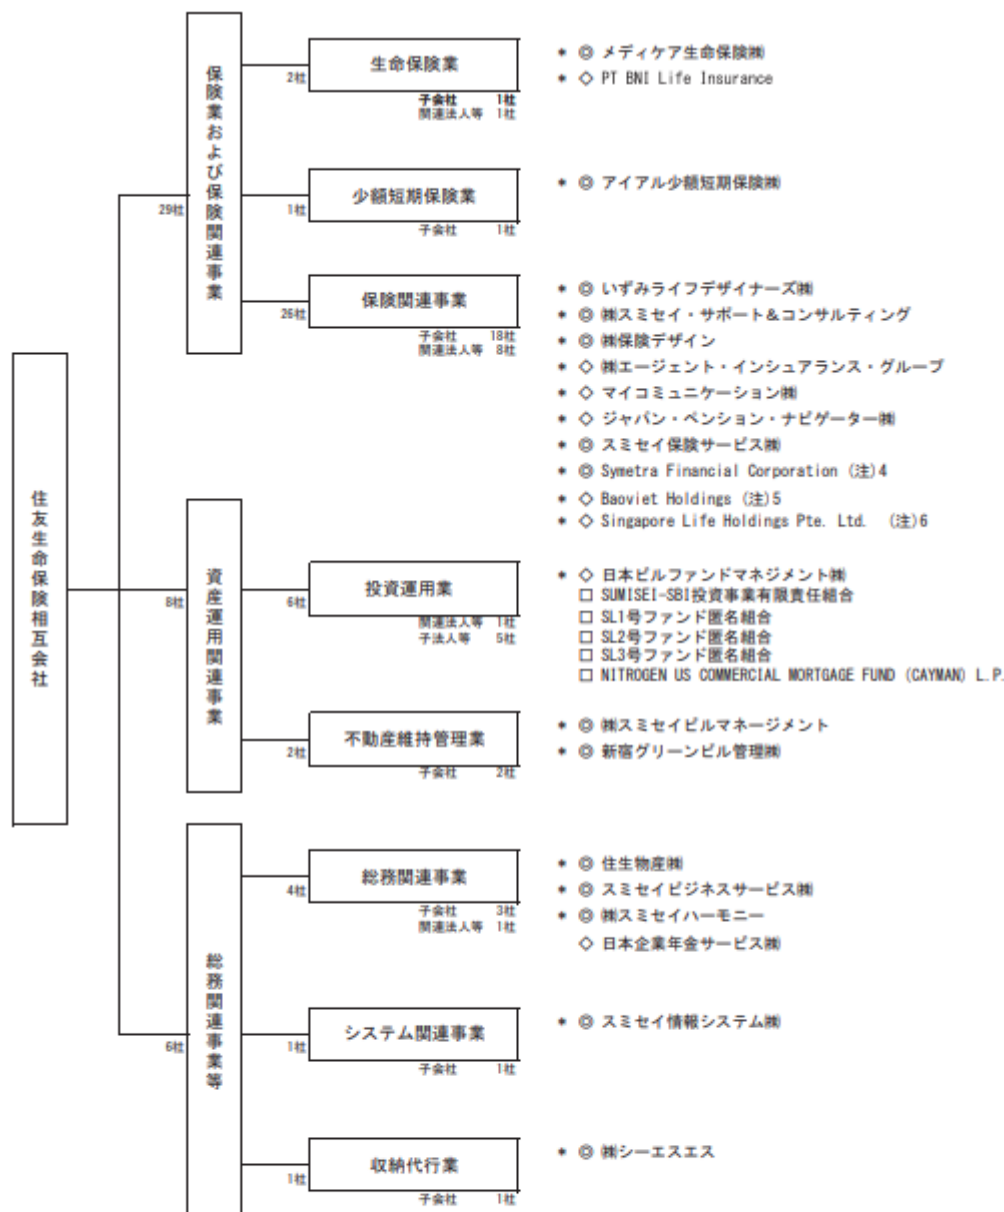 住友生命保険相互会社
29社
保険業および保険関連事業
2社
生命保険業
子会社 1社
関連法人等 1社
* ◎ メディケア生命保険㈱
* ◇ PT BNI Life Insurance
1社
少額短期保険業
子会社 1社
* ◎ アイアル少額短期保険㈱
26社
保険関連事業
子会社 18社
関連法人等 8社
* ◎ いずみライフデザイナーズ㈱
* ◎ ㈱スミセイ・サポート&コンサルティング
* ◎ ㈱保険デザイン
* ◇ ㈱エージェント・インシュアランス・グループ
* ◇ マイコミュニケーション㈱
* ◇ ジャパン・ペンション・ナビゲーター㈱
* ◎ スミセイ保険サービス㈱
* ◎ Symetra Financial Corporation (注)4
* ◇ Baoviet Holdings (注)5
* ◇ Singapore Life Holdings Pte. Ltd. (注)6
8社
資産運用関連事業
6社
投資運用業
関連法人等 1社
子法人等 5社
* ◇ 日本ビルファンドマネジメント㈱
□ SUMISEI-SBI投資事業有限責任組合
□ SL1号ファンド匿名組合
□ SL2号ファンド匿名組合
□ SL3号ファンド匿名組合
□ NITROGEN US COMMERCIAL MORTGAGE FUND (CAYMAN) L.P.
2社
不動産維持管理業
子会社 2社
* ◎ ㈱スミセイビルマネージメント
* ◎ 新宿グリーンビル管理㈱
6社
総務関連事業等
4社
総務関連事業
子会社 3社
関連法人等 1社
* ◎ 住生物産㈱
* ◎ スミセイビジネスサービス㈱
* ◎ ㈱スミセイハーモニー
◇ 日本企業年金サービス㈱
1社
システム関連事業
子会社 1社
* ◎ スミセイ情報システム㈱
1社
収納代行業
子会社 1社
* ◎ ㈱シーエスエス